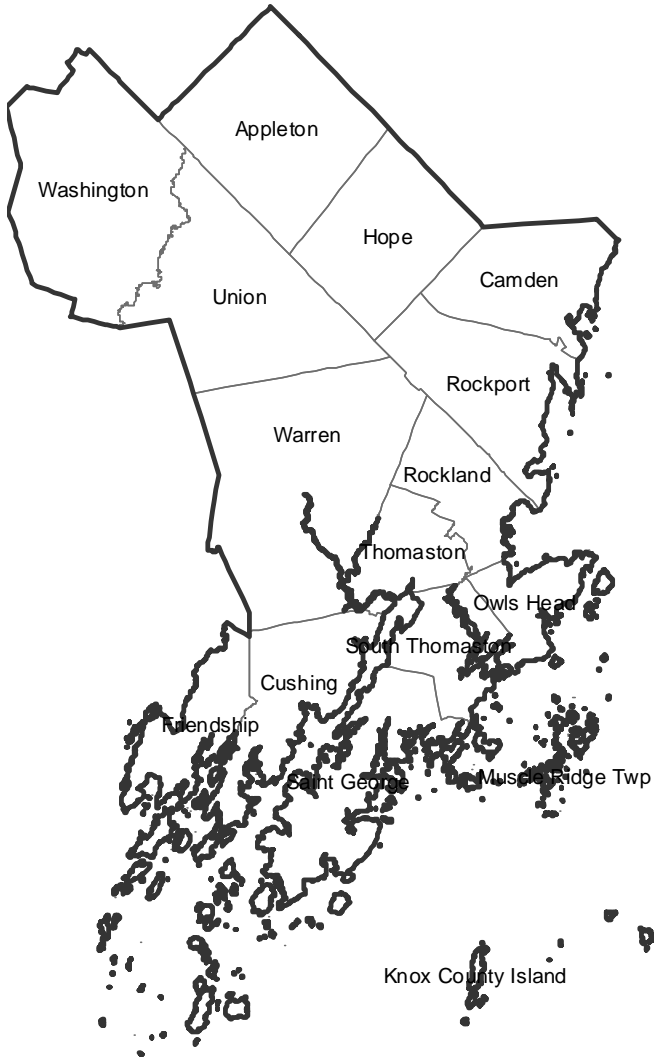 Appleton
Washington
Hope
Camden
Union
Rockport
Warren
Rockland
Thomaston
Owls Head
South Thomaston
Cushing
Friendship
Saint George
Muscle Ridge Twp
Knox County Island